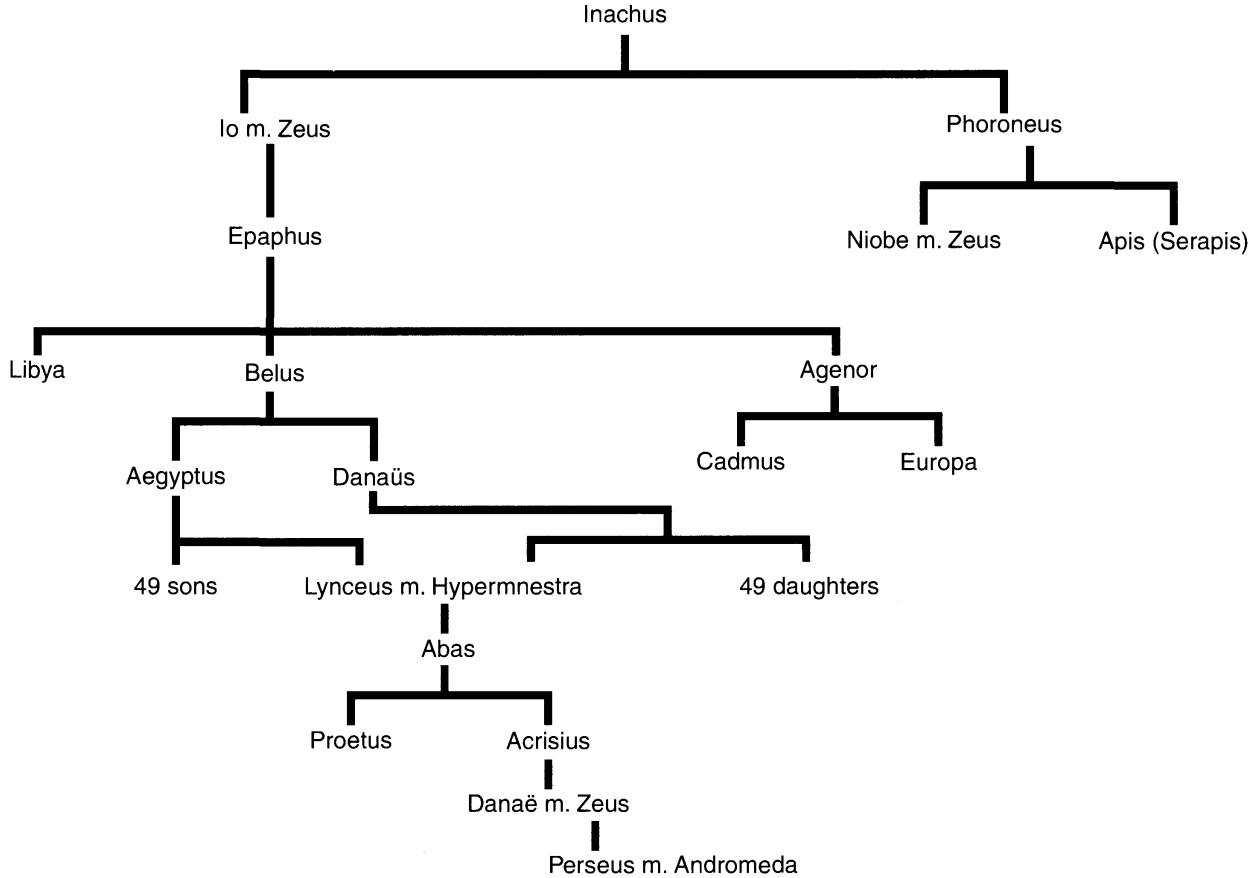 Inachus
Io m. Zeus
Phoroneus
Epaphus
Niobe m. Zeus
Apis (Serapis)
Libya
Belus
Agenor
Aegyptus
Danaüs
Cadmus
Europa
49 sons
Lynceus m. Hypermnestra
49 daughters
Abas
Proetus
Acrisius
Danaë m. Zeus
Perseus m. Andromeda